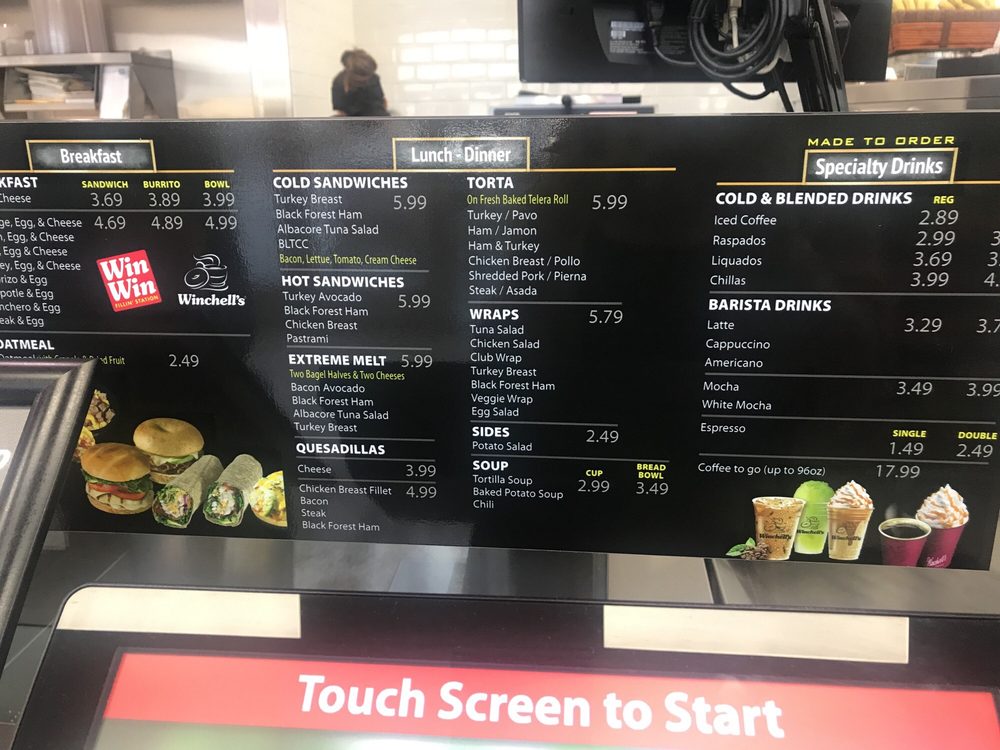 Breakfast
SANDWICH BURRITO BOWL
Cheese 3.69 3.89 3.99
Egg, & Cheese 4.69 4.89 4.99
Egg, & Cheese
Egg & Cheese
Egg, & Cheese
& Egg
& Egg
& Egg
& Egg
Win
Win
FILLIN' STATION
Winchell's
OATMEAL
Fruit 2.49
Lunch - Dinner
COLD SANDWICHES
Turkey Breast 5.99
Black Forest Ham
Albacore Tuna Salad
BLTCC
Bacon, Lettue, Tomato, Cream Cheese
HOT SANDWICHES
Turkey Avocado 5.99
Black Forest Ham
Chicken Breast
Pastrami
EXTREME MELT 5.99
Two Bagel Halves & Two Cheeses
Bacon Avocado
Black Forest Ham
Albacore Tuna Salad
Turkey Breast
QUESADILLAS
Cheese 3.99
Chicken Breast Fillet 4.99
Bacon
Steak
Black Forest Ham
TORTA
On Fresh Baked Telera Roll 5.99
Turkey / Pavo
Ham / Jamon
Ham & Turkey
Chicken Breast / Pollo
Shredded Pork / Pierna
Steak / Asada
WRAPS 5.79
Tuna Salad
Chicken Salad
Club Wrap
Turkey Breast
Black Forest Ham
Veggie Wrap
Egg Salad
SIDES 2.49
Potato Salad
SOUP CUP BREAD
BOWL
Tortilla Soup 2.99 3.49
Baked Potato Soup
Chili
MADE TO ORDER
Specialty Drinks
COLD & BLENDED DRINKS REG
Iced Coffee 2.89
Raspados 2.99 3.
Liquados 3.69 3.
Chillas 3.99 4.
BARISTA DRINKS
Latte 3.29 3.7
Cappuccino
Americano
Mocha 3.49 3.99
White Mocha
Espresso SINGLE DOUBLE
1.49 2.49
Coffee to go (up to 96oz) 17.99
Winchell's
Winchell's
Winchell's
Winchell's
Touch Screen to Start